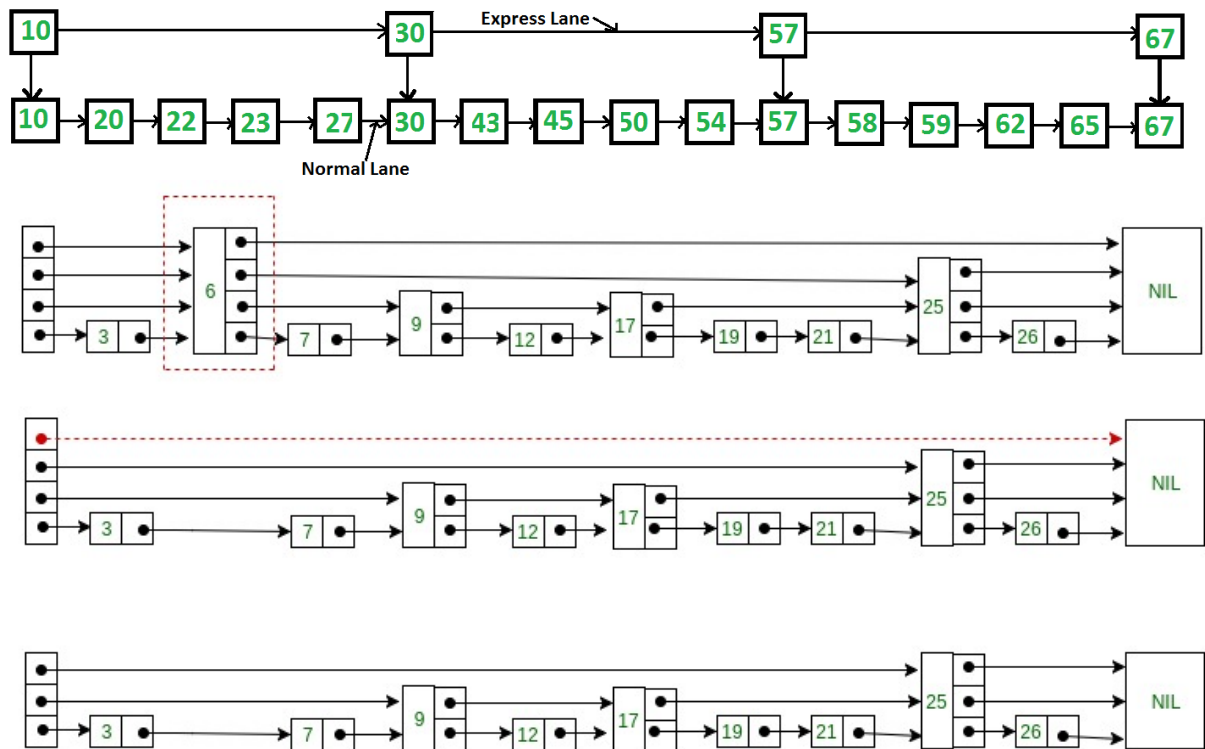 Express Lane
10 30 57 67
10 20 22 23 27 30 43 45 50 54 57 58 59 62 65 67
Normal Lane
3 6 7 9 12 17 19 21 25 26 NIL
3 7 9 12 17 19 21 25 26 NIL
3 7 9 12 17 19 21 25 26 NIL